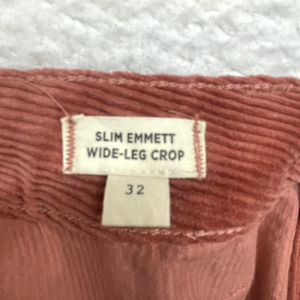 SLIM EMMETT
WIDE-LEG CROP
32